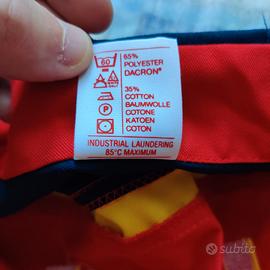 60
65%
POLYESTER
DACRON®
35%
COTTON
BAUMWOLLE
COTONE
KATOEN
COTON
P
INDUSTRIAL LAUNDERING
85°C MAXIMUM
subito